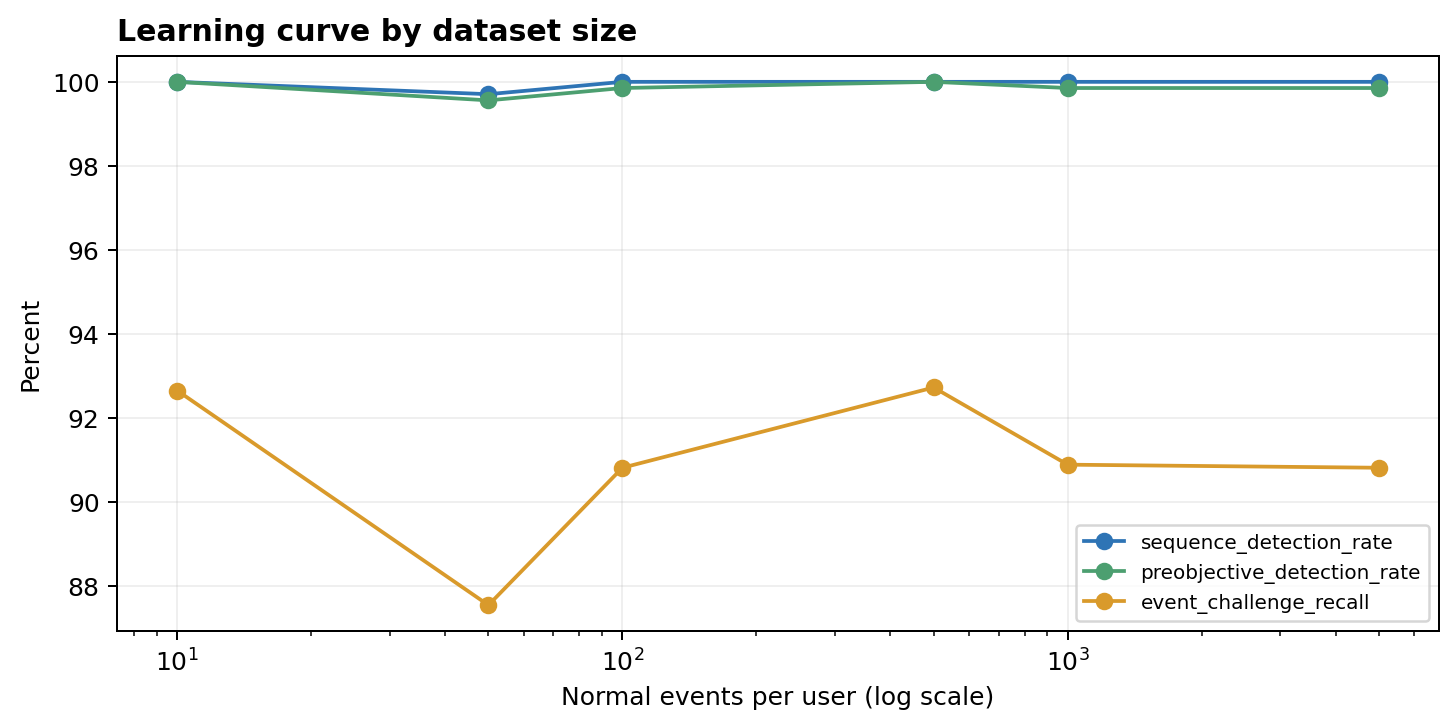 Learning curve by dataset size
100
98
96
94
92
90
88
Percent
10¹
10²
10³
Normal events per user (log scale)
sequence_detection_rate
preobjective_detection_rate
event_challenge_recall